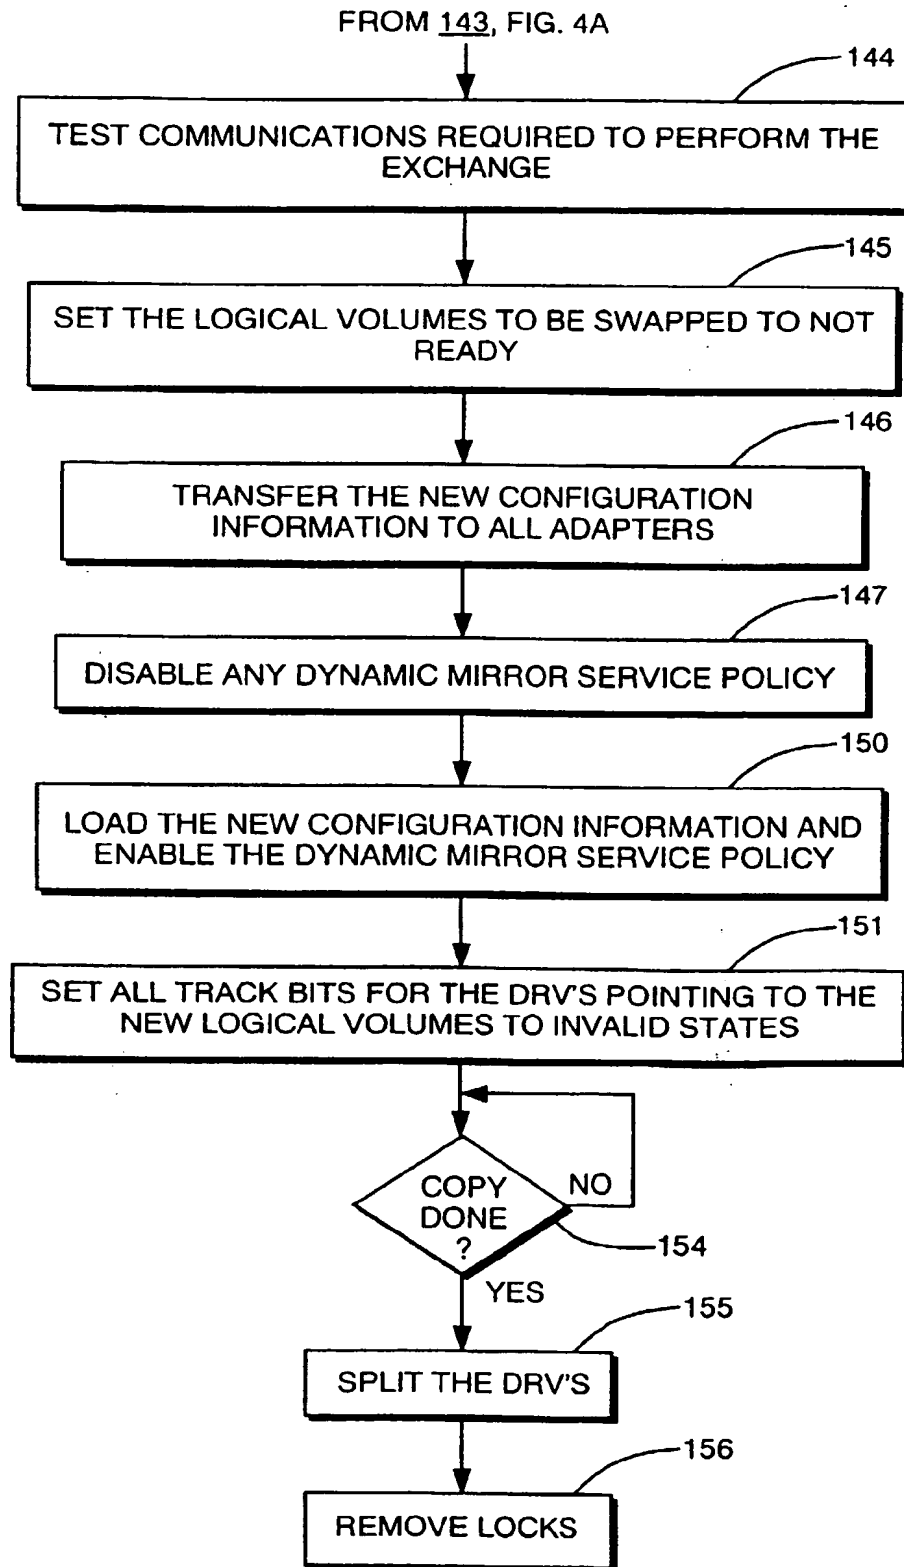 FROM 143, FIG. 4A
144
TEST COMMUNICATIONS REQUIRED TO PERFORM THE
EXCHANGE
145
SET THE LOGICAL VOLUMES TO BE SWAPPED TO NOT
READY
146
TRANSFER THE NEW CONFIGURATION
INFORMATION TO ALL ADAPTERS
147
DISABLE ANY DYNAMIC MIRROR SERVICE POLICY
150
LOAD THE NEW CONFIGURATION INFORMATION AND
ENABLE THE DYNAMIC MIRROR SERVICE POLICY
151
SET ALL TRACK BITS FOR THE DRV'S POINTING TO THE
NEW LOGICAL VOLUMES TO INVALID STATES
COPY
DONE
?
NO
154
YES
155
SPLIT THE DRV'S
156
REMOVE LOCKS